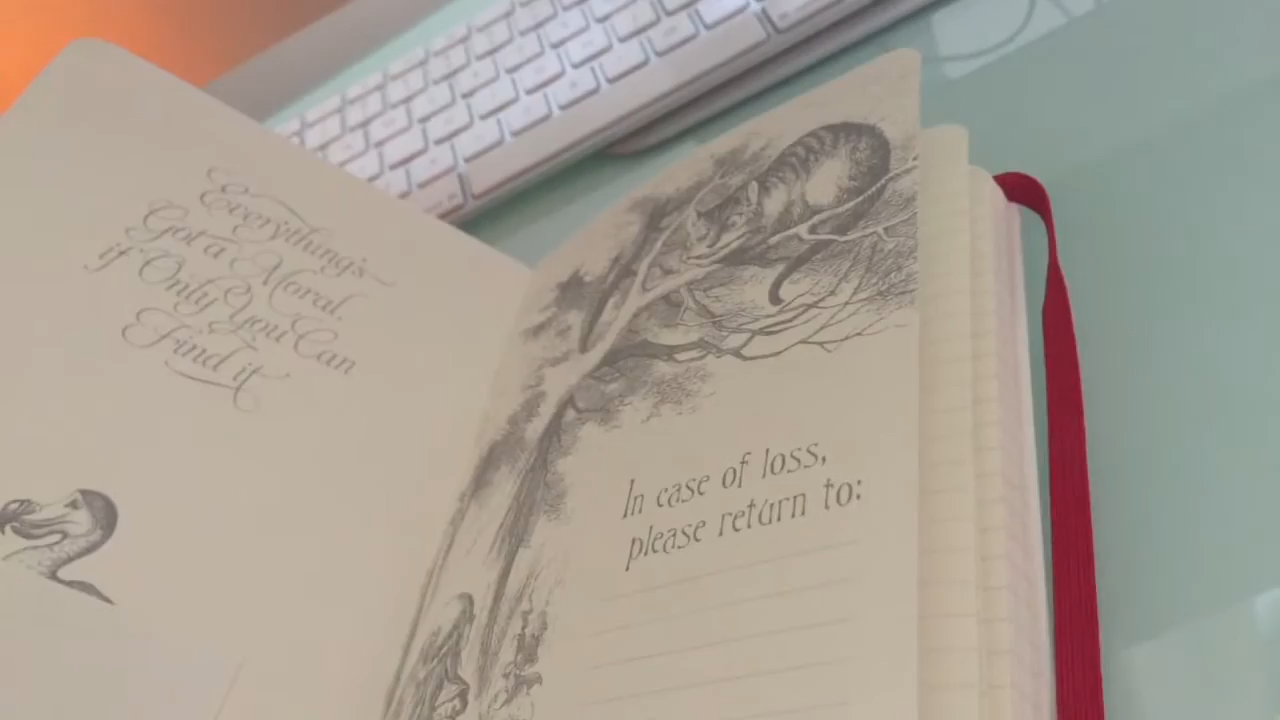 Everything's
Got a Moral,
if Only You Can
Find it
In case of loss,
please return to: